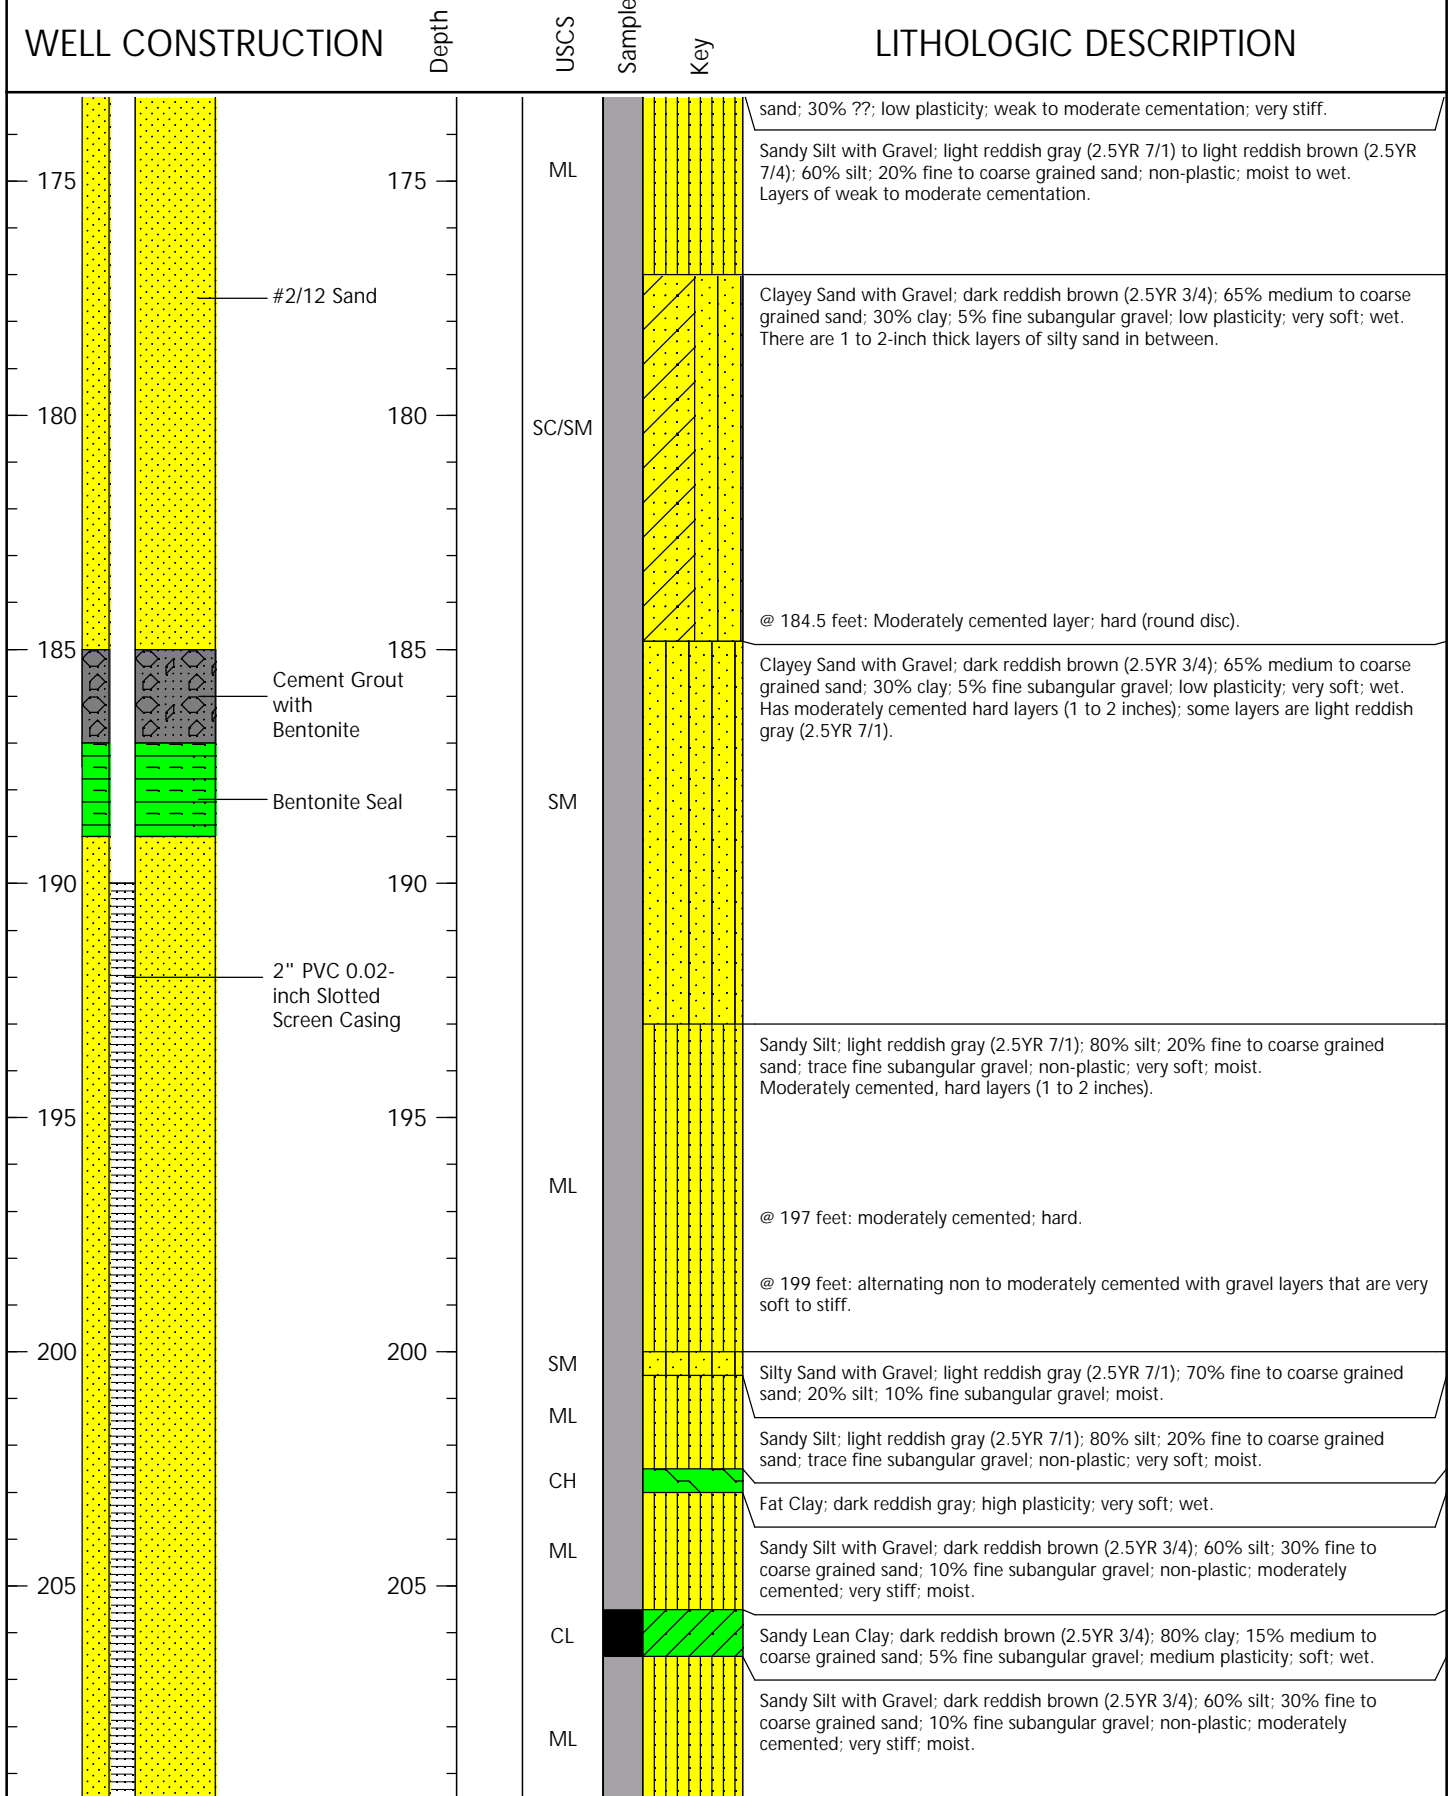 WELL CONSTRUCTION
Depth
USCS
Sample
Key
LITHOLOGIC DESCRIPTION
sand; 30% ??; low plasticity; weak to moderate cementation; very stiff.
175
175
ML
Sandy Silt with Gravel; light reddish gray (2.5YR 7/1) to light reddish brown (2.5YR
7/4); 60% silt; 20% fine to coarse grained sand; non-plastic; moist to wet.
Layers of weak to moderate cementation.
#2/12 Sand
Clayey Sand with Gravel; dark reddish brown (2.5YR 3/4); 65% medium to coarse
grained sand; 30% clay; 5% fine subangular gravel; low plasticity; very soft; wet.
There are 1 to 2-inch thick layers of silty sand in between.
180
180
SC/SM
@ 184.5 feet: Moderately cemented layer; hard (round disc).
185
185
Cement Grout
with
Bentonite
Clayey Sand with Gravel; dark reddish brown (2.5YR 3/4); 65% medium to coarse
grained sand; 30% clay; 5% fine subangular gravel; low plasticity; very soft; wet.
Has moderately cemented hard layers (1 to 2 inches); some layers are light reddish
gray (2.5YR 7/1).
Bentonite Seal
SM
190
190
2" PVC 0.02-
inch Slotted
Screen Casing
Sandy Silt; light reddish gray (2.5YR 7/1); 80% silt; 20% fine to coarse grained
sand; trace fine subangular gravel; non-plastic; very soft; moist.
Moderately cemented, hard layers (1 to 2 inches).
195
195
ML
@ 197 feet: moderately cemented; hard.
@ 199 feet: alternating non to moderately cemented with gravel layers that are very
soft to stiff.
200
200
SM
Silty Sand with Gravel; light reddish gray (2.5YR 7/1); 70% fine to coarse grained
sand; 20% silt; 10% fine subangular gravel; moist.
ML
Sandy Silt; light reddish gray (2.5YR 7/1); 80% silt; 20% fine to coarse grained
sand; trace fine subangular gravel; non-plastic; very soft; moist.
CH
Fat Clay; dark reddish gray; high plasticity; very soft; wet.
ML
Sandy Silt with Gravel; dark reddish brown (2.5YR 3/4); 60% silt; 30% fine to
coarse grained sand; 10% fine subangular gravel; non-plastic; moderately
cemented; very stiff; moist.
205
205
CL
Sandy Lean Clay; dark reddish brown (2.5YR 3/4); 80% clay; 15% medium to
coarse grained sand; 5% fine subangular gravel; medium plasticity; soft; wet.
ML
Sandy Silt with Gravel; dark reddish brown (2.5YR 3/4); 60% silt; 30% fine to
coarse grained sand; 10% fine subangular gravel; non-plastic; moderately
cemented; very stiff; moist.